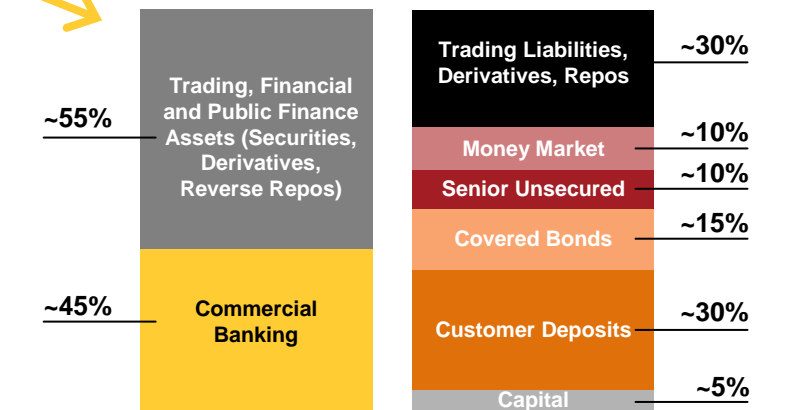 ~55%
Trading, Financial
and Public Finance
Assets (Securities,
Derivatives,
Reverse Repos)
~45%
Commercial
Banking
Trading Liabilities,
Derivatives, Repos
~30%
Money Market
~10%
Senior Unsecured
~10%
Covered Bonds
~15%
Customer Deposits
~30%
Capital
~5%